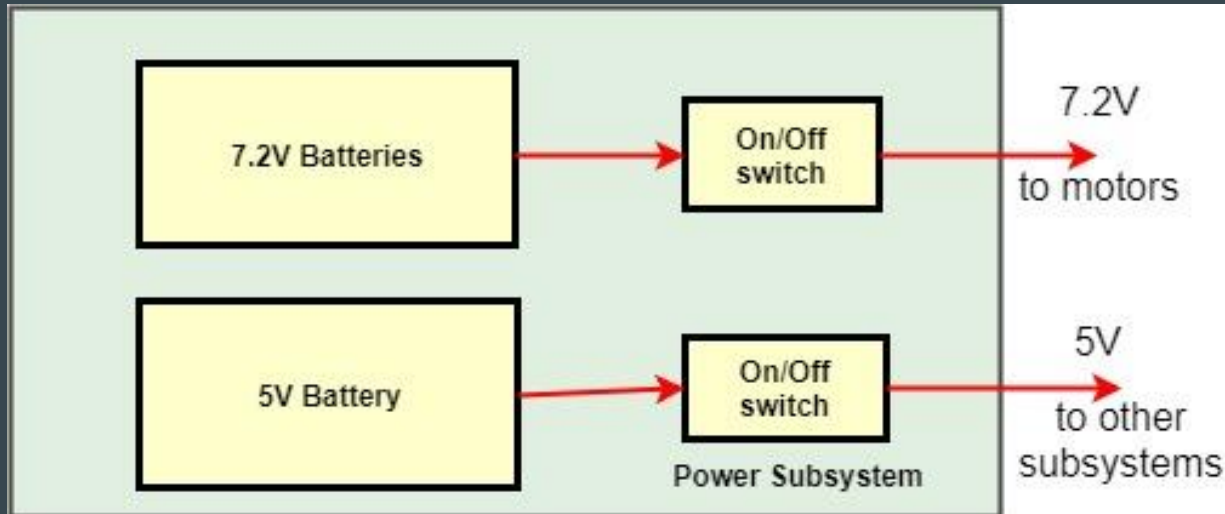 7.2V Batteries
On/Off
switch
7.2V
to motors
5V Battery
On/Off
switch
5V
to other
subsystems
Power Subsystem